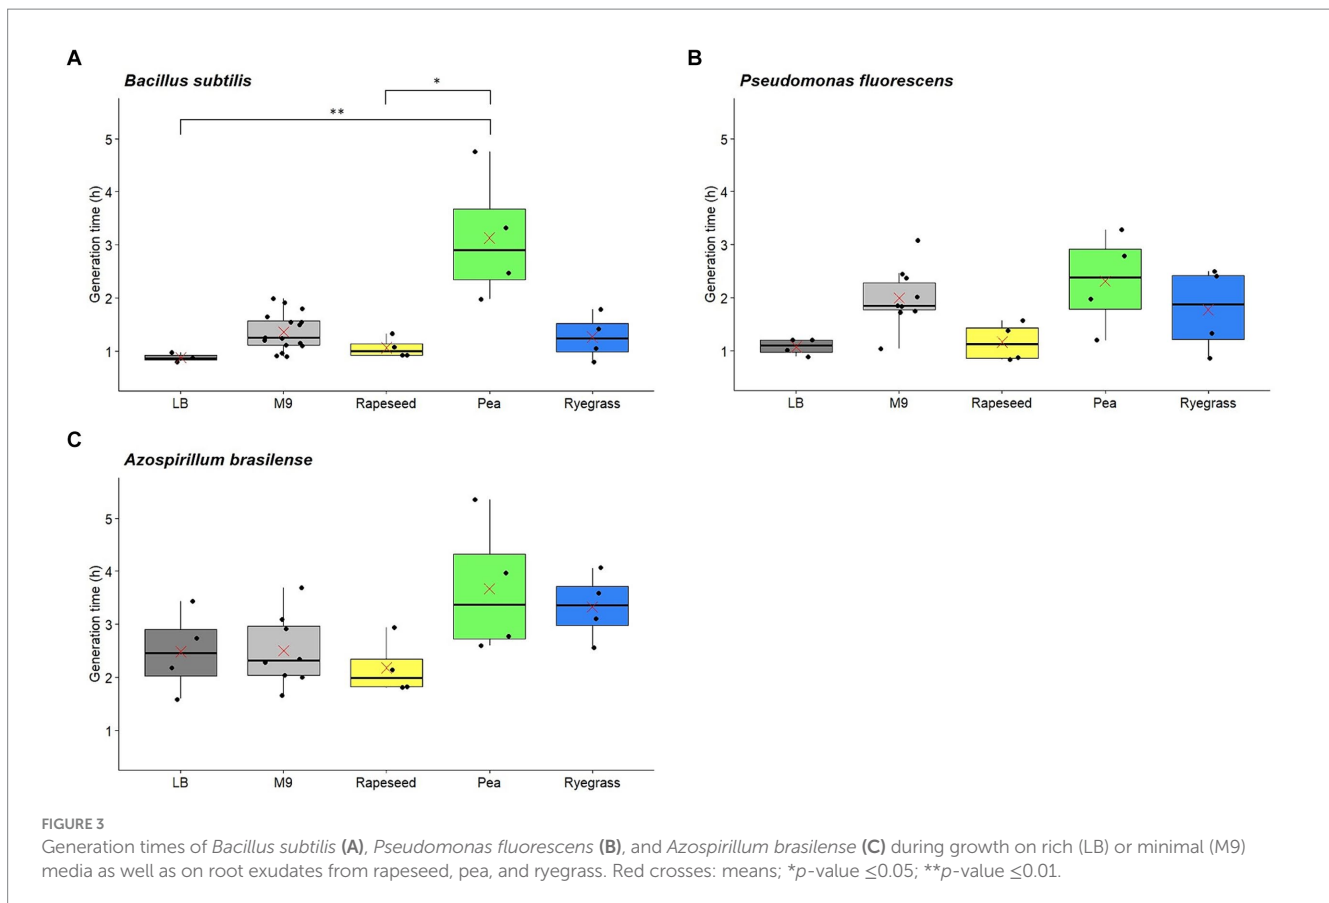 A
Bacillus subtilis
*
**
Generation time (h)
5
4
3
2
1
LB M9 Rapeseed Pea Ryegrass
B
Pseudomonas fluorescens
Generation time (h)
5
4
3
2
1
LB M9 Rapeseed Pea Ryegrass
C
Azospirillum brasilense
Generation time (h)
5
4
3
2
1
LB M9 Rapeseed Pea Ryegrass
FIGURE 3
Generation times of Bacillus subtilis (A), Pseudomonas fluorescens (B), and Azospirillum brasilense (C) during growth on rich (LB) or minimal (M9)
media as well as on root exudates from rapeseed, pea, and ryegrass. Red crosses: means; *p-value ≤0.05; **p-value ≤0.01.